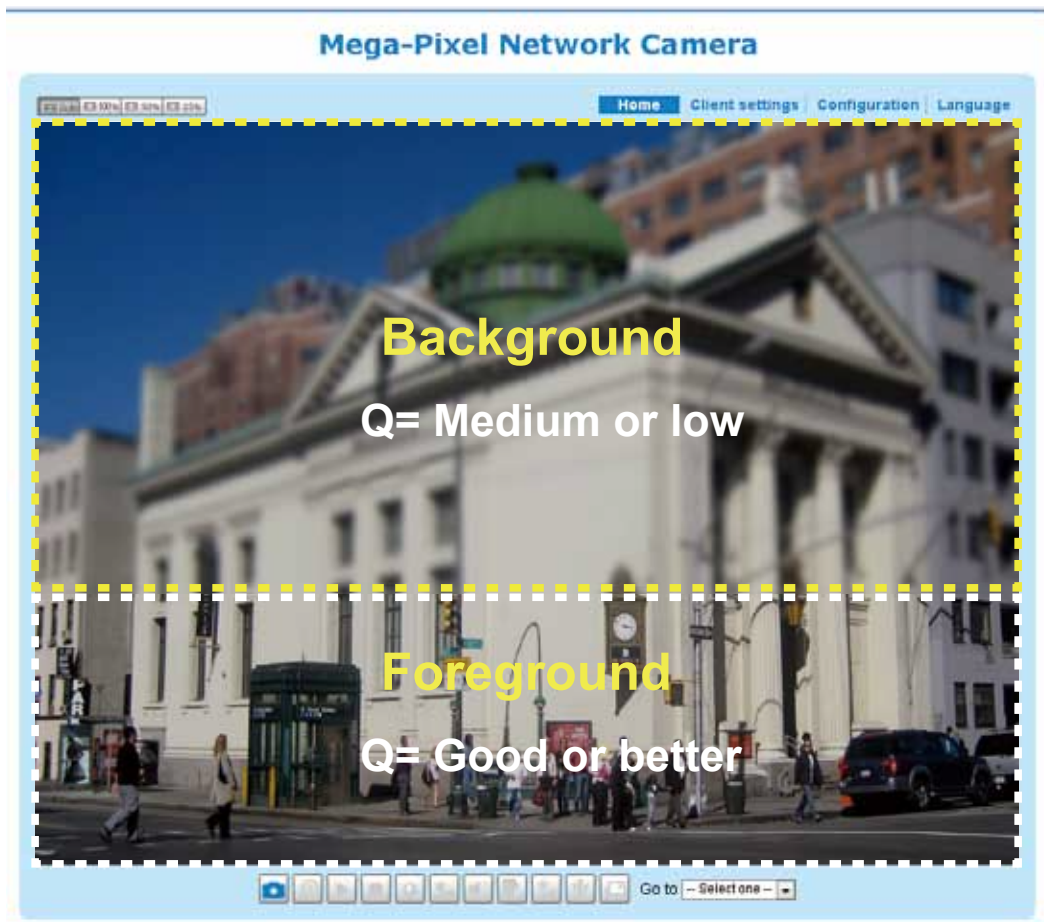 Mega-Pixel Network Camera
Home Client settings Configuration Language
Background
Q= Medium or low
Foreground
Q= Good or better
PAR
Go to -- Select one --